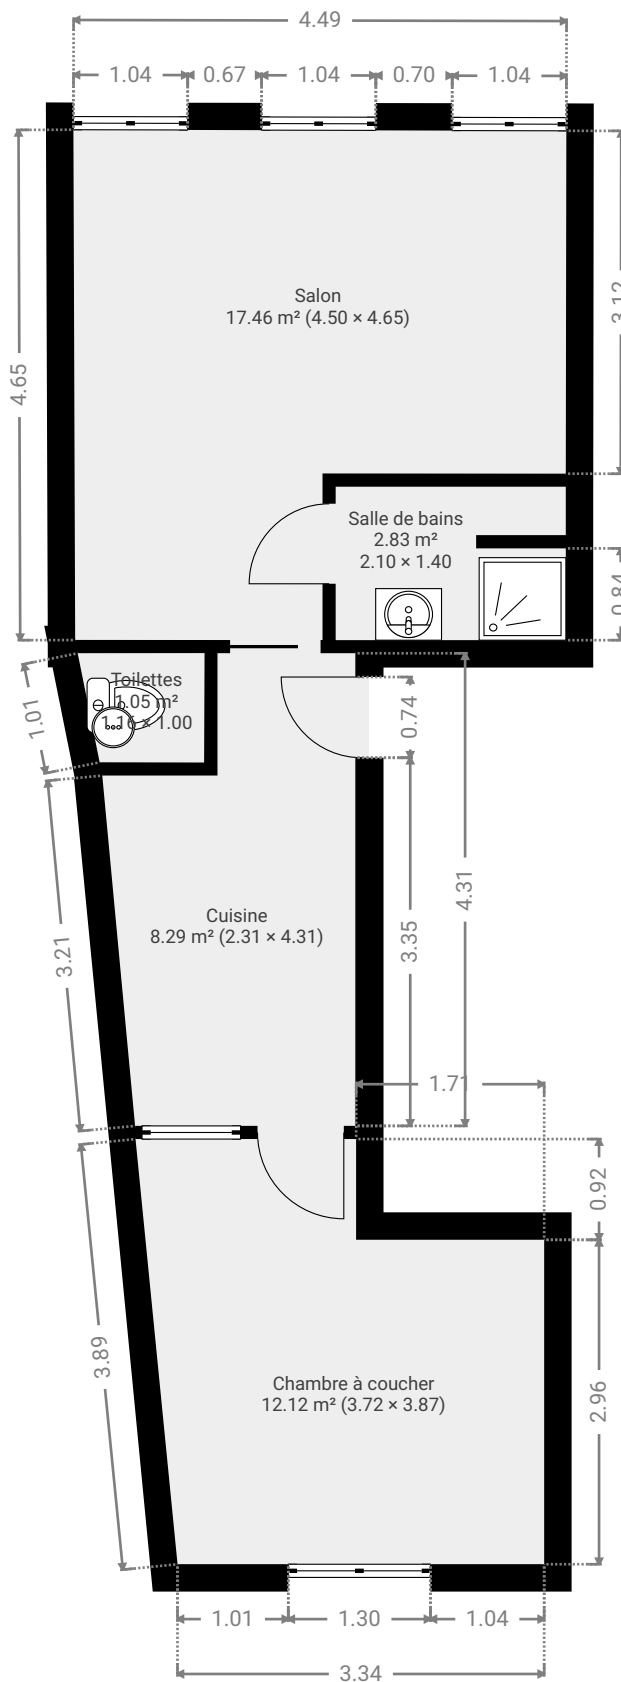 4.49
1.04
0.67
1.04
0.70
1.04
Salon
17.46 m² (4.50 × 4.65)
3.12
4.65
Salle de bains
2.83 m²
2.10 × 1.40
0.84
Toilettes
1.05 m²
1.16 × 1.00
1.01
0.74
4.31
Cuisine
8.29 m² (2.31 × 4.31)
3.35
3.21
1.71
0.92
3.89
Chambre à coucher
12.12 m² (3.72 × 3.87)
2.96
1.01
1.30
1.04
3.34